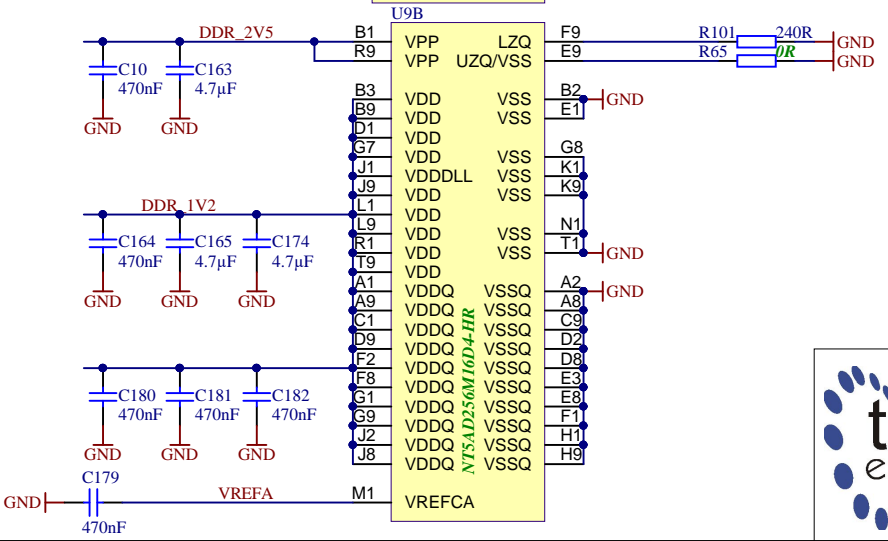 U9B
DDR_2V5
B1 VPP LZQ F9 R101 240R GND
R9 VPP UZQ/VSS E9 R65 0R GND
C10 C163
470nF 4.7µF
GND GND
B3 VDD VSS B2 GND
B9 VDD VSS E1
D1 VDD
G7 VDD VSS G8
J1 VDDDLL VSS K1
J9 VDD VSS K9
DDR_1V2
L1 VDD
L9 VDD VSS N1
R1 VDD VSS T1 GND
T9 VDD
C164 C165 C174
470nF 4.7µF 4.7µF
GND GND GND
A1 VDDQ VSSQ A2 GND
A9 VDDQ VSSQ A8
C1 VDDQ VSSQ C9
D9 VDDQ VSSQ D2
F2 VDDQ VSSQ D8
F8 VDDQ VSSQ E3
G1 VDDQ VSSQ E8
G9 VDDQ VSSQ F1
J2 VDDQ VSSQ H1
J8 VDDQ VSSQ H9
NT5AD256M16D4-HR
C180 C181 C182
470nF 470nF 470nF
GND GND GND
C179
GND VREFA M1 VREFCA
470nF
t
e